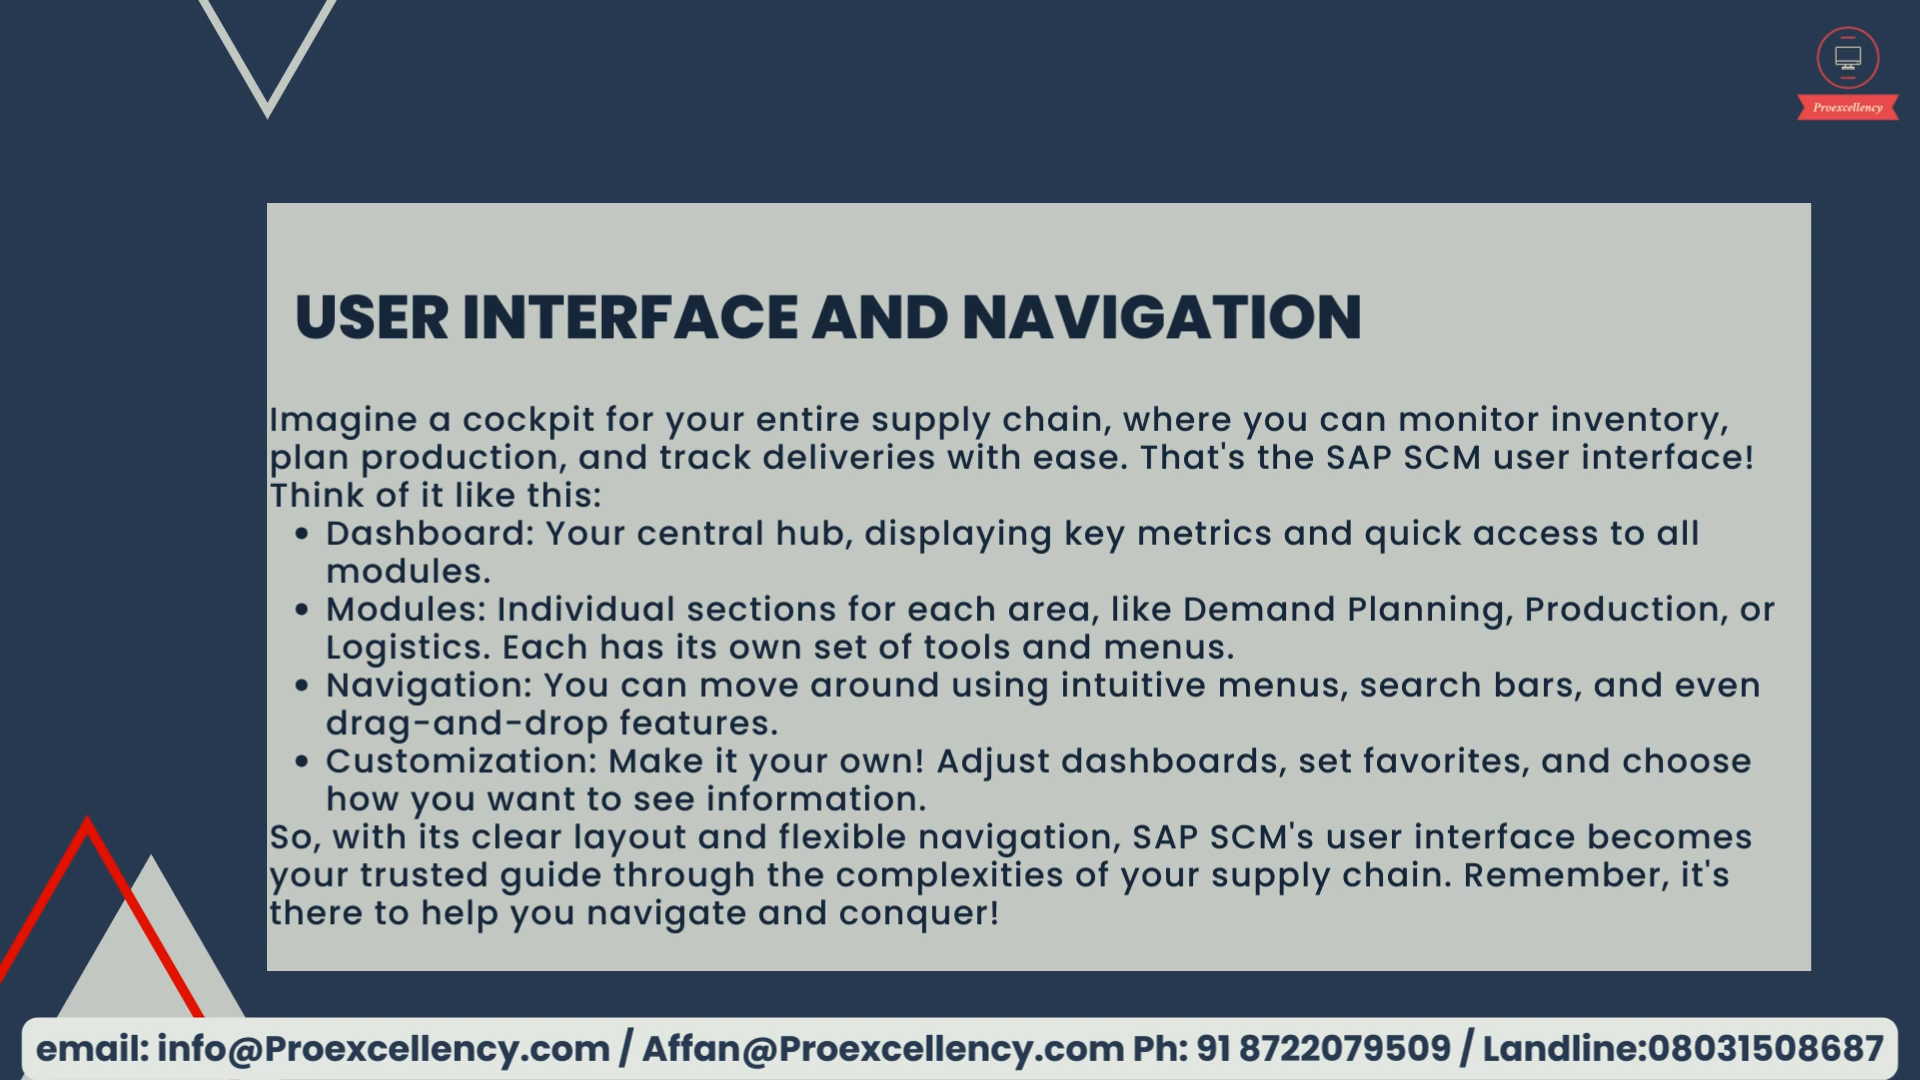 Proexcellency
USER INTERFACE AND NAVIGATION
Imagine a cockpit for your entire supply chain, where you can monitor inventory,
plan production, and track deliveries with ease. That's the SAP SCM user interface!
Think of it like this:
• Dashboard: Your central hub, displaying key metrics and quick access to all
modules.
• Modules: Individual sections for each area, like Demand Planning, Production, or
Logistics. Each has its own set of tools and menus.
• Navigation: You can move around using intuitive menus, search bars, and even
drag-and-drop features.
• Customization: Make it your own! Adjust dashboards, set favorites, and choose
how you want to see information.
So, with its clear layout and flexible navigation, SAP SCM's user interface becomes
your trusted guide through the complexities of your supply chain. Remember, it's
there to help you navigate and conquer!
email: info@Proexcellency.com / Affan@Proexcellency.com Ph: 91 8722079509 / Landline:08031508687